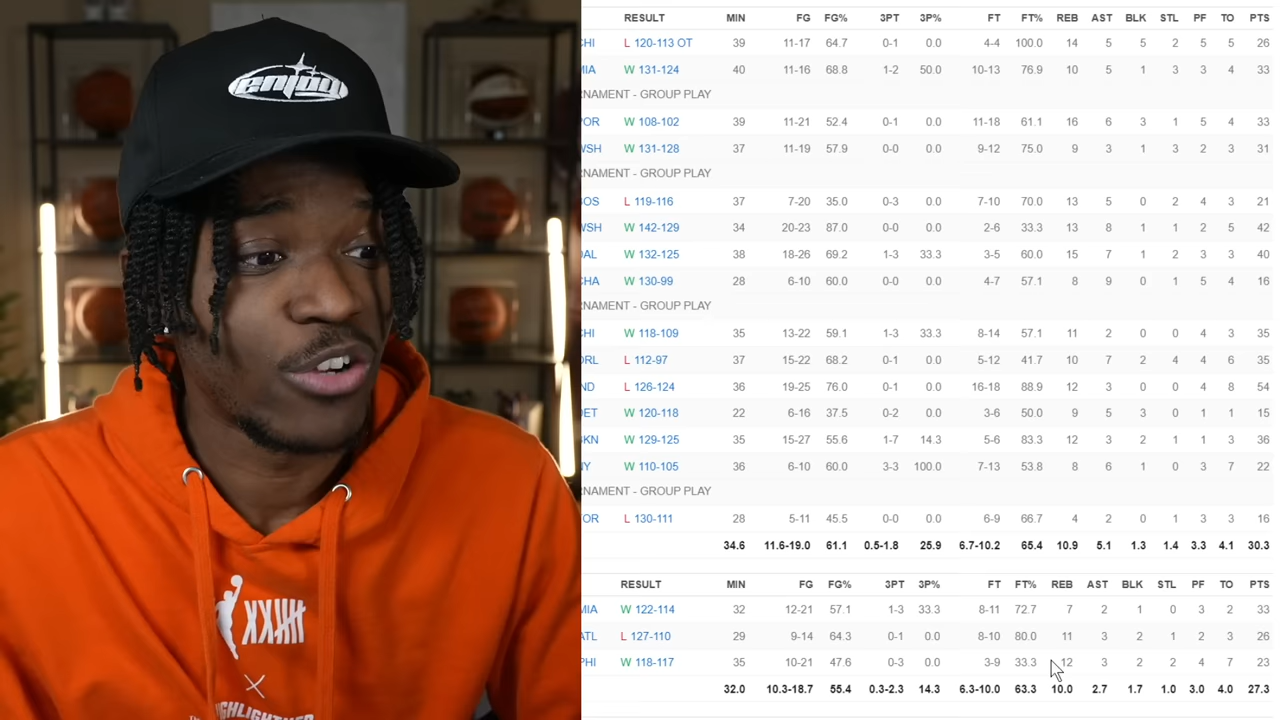 enjoy
XXIIII
X
RESULT MIN FG FG% 3PT 3P% FT FT% REB AST BLK STL PF TO PTS
CHI L 120-113 OT 39 11-17 64.7 0-1 0.0 4-4 100.0 14 5 5 2 5 5 26
MIA W 131-124 40 11-16 68.8 1-2 50.0 10-13 76.9 10 5 1 3 3 4 33
RNAMENT - GROUP PLAY
POR W 108-102 39 11-21 52.4 0-1 0.0 11-18 61.1 16 6 3 1 5 4 33
WSH W 131-128 37 11-19 57.9 0-0 0.0 9-12 75.0 9 3 1 3 2 3 31
RNAMENT - GROUP PLAY
BOS L 119-116 37 7-20 35.0 0-3 0.0 7-10 70.0 13 5 0 2 4 3 21
WSH W 142-129 34 20-23 87.0 0-0 0.0 2-6 33.3 13 8 1 1 2 5 42
DAL W 132-125 38 18-26 69.2 1-3 33.3 3-5 60.0 15 7 1 2 3 3 40
CHA W 130-99 28 6-10 60.0 0-0 0.0 4-7 57.1 8 9 0 1 5 4 16
RNAMENT - GROUP PLAY
CHI W 118-109 35 13-22 59.1 1-3 33.3 8-14 57.1 11 2 0 0 4 3 35
ORL L 112-97 37 15-22 68.2 0-1 0.0 5-12 41.7 10 7 2 4 4 6 35
IND L 126-124 36 19-25 76.0 0-1 0.0 16-18 88.9 12 3 0 0 4 8 54
DET W 120-118 22 6-16 37.5 0-2 0.0 3-6 50.0 9 5 3 0 1 1 15
BKN W 129-125 35 15-27 55.6 1-7 14.3 5-6 83.3 12 3 2 1 1 3 36
NY W 110-105 36 6-10 60.0 3-3 100.0 7-13 53.8 8 6 1 0 3 7 22
RNAMENT - GROUP PLAY
TOR L 130-111 28 5-11 45.5 0-0 0.0 6-9 66.7 4 2 0 1 3 3 16
34.6 11.6-19.0 61.1 0.5-1.8 25.9 6.7-10.2 65.4 10.9 5.1 1.3 1.4 3.3 4.1 30.3
RESULT MIN FG FG% 3PT 3P% FT FT% REB AST BLK STL PF TO PTS
MIA W 122-114 32 12-21 57.1 1-3 33.3 8-11 72.7 7 2 1 0 3 2 33
ATL L 127-110 29 9-14 64.3 0-1 0.0 8-10 80.0 11 3 2 1 2 3 26
PHI W 118-117 35 10-21 47.6 0-3 0.0 3-9 33.3 12 3 2 2 4 7 23
32.0 10.3-18.7 55.4 0.3-2.3 14.3 6.3-10.0 63.3 10.0 2.7 1.7 1.0 3.0 4.0 27.3